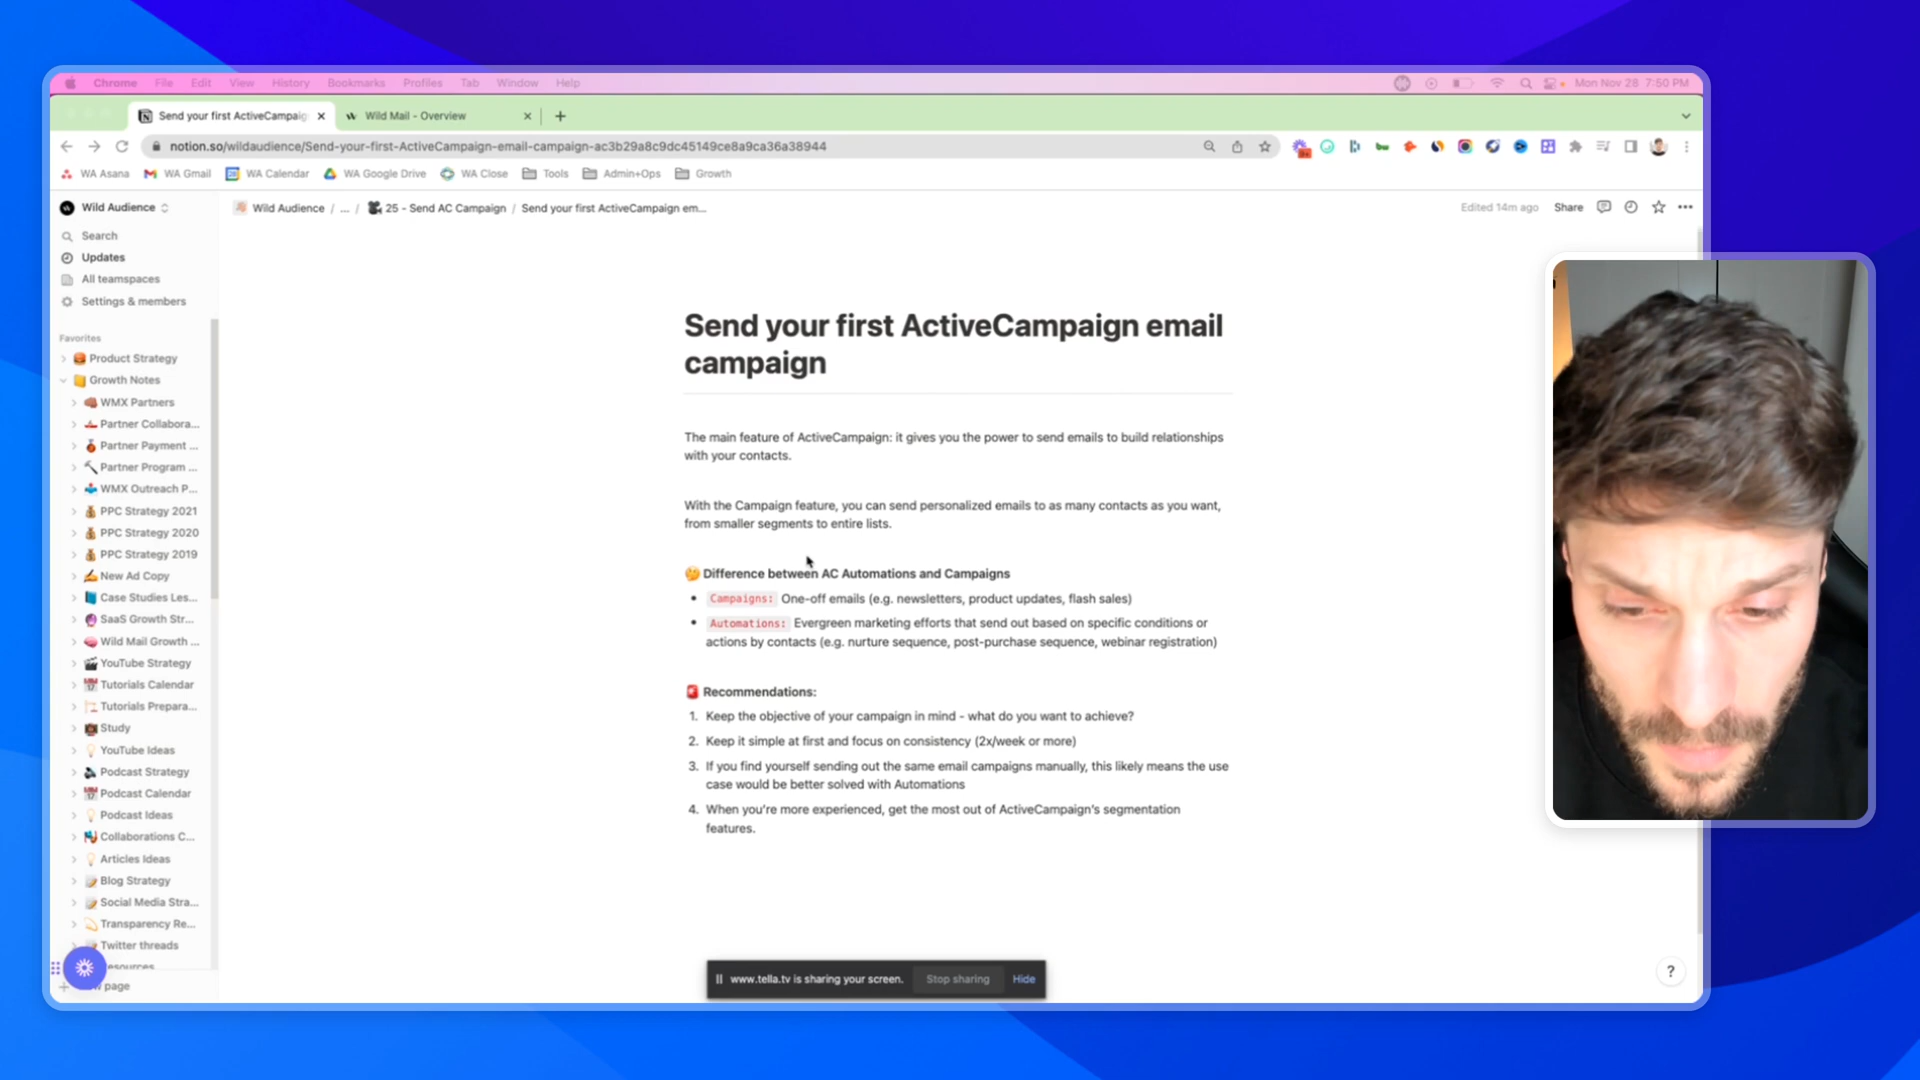 Chrome File Edit View History Bookmarks Profiles Tab Window Help Mon Nov 28 7:50 PM
Send your first ActiveCampaig Wild Mail - Overview
notion.so/wildaudience/Send-your-first-ActiveCampaign-email-campaign-ac3b29a8c9dc45149ce8a9ca36a38944
WA Asana WA Gmail WA Calendar WA Google Drive WA Close Tools Admin+Ops Growth
Wild Audience
Wild Audience / ... / 25 - Send AC Campaign / Send your first ActiveCampaign em...
Edited 14m ago Share
Search
Updates
All teamspaces
Settings & members
Favorites
Product Strategy
Growth Notes
WMX Partners
Partner Collabora...
Partner Payment ...
Partner Program ...
WMX Outreach P...
PPC Strategy 2021
PPC Strategy 2020
PPC Strategy 2019
New Ad Copy
Case Studies Les...
SaaS Growth Str...
Wild Mail Growth ...
YouTube Strategy
Tutorials Calendar
Tutorials Prepara...
Study
YouTube Ideas
Podcast Strategy
Podcast Calendar
Podcast Ideas
Collaborations C...
Articles Ideas
Blog Strategy
Social Media Stra...
Transparency Re...
Twitter threads
page
Send your first ActiveCampaign email
campaign
The main feature of ActiveCampaign: it gives you the power to send emails to build relationships
with your contacts.
With the Campaign feature, you can send personalized emails to as many contacts as you want,
from smaller segments to entire lists.
🤔 Difference between AC Automations and Campaigns
• Campaigns: One-off emails (e.g. newsletters, product updates, flash sales)
• Automations: Evergreen marketing efforts that send out based on specific conditions or
actions by contacts (e.g. nurture sequence, post-purchase sequence, webinar registration)
🚨 Recommendations:
1. Keep the objective of your campaign in mind - what do you want to achieve?
2. Keep it simple at first and focus on consistency (2x/week or more)
3. If you find yourself sending out the same email campaigns manually, this likely means the use
case would be better solved with Automations
4. When you're more experienced, get the most out of ActiveCampaign's segmentation
features.
www.tella.tv is sharing your screen. Stop sharing Hide
?